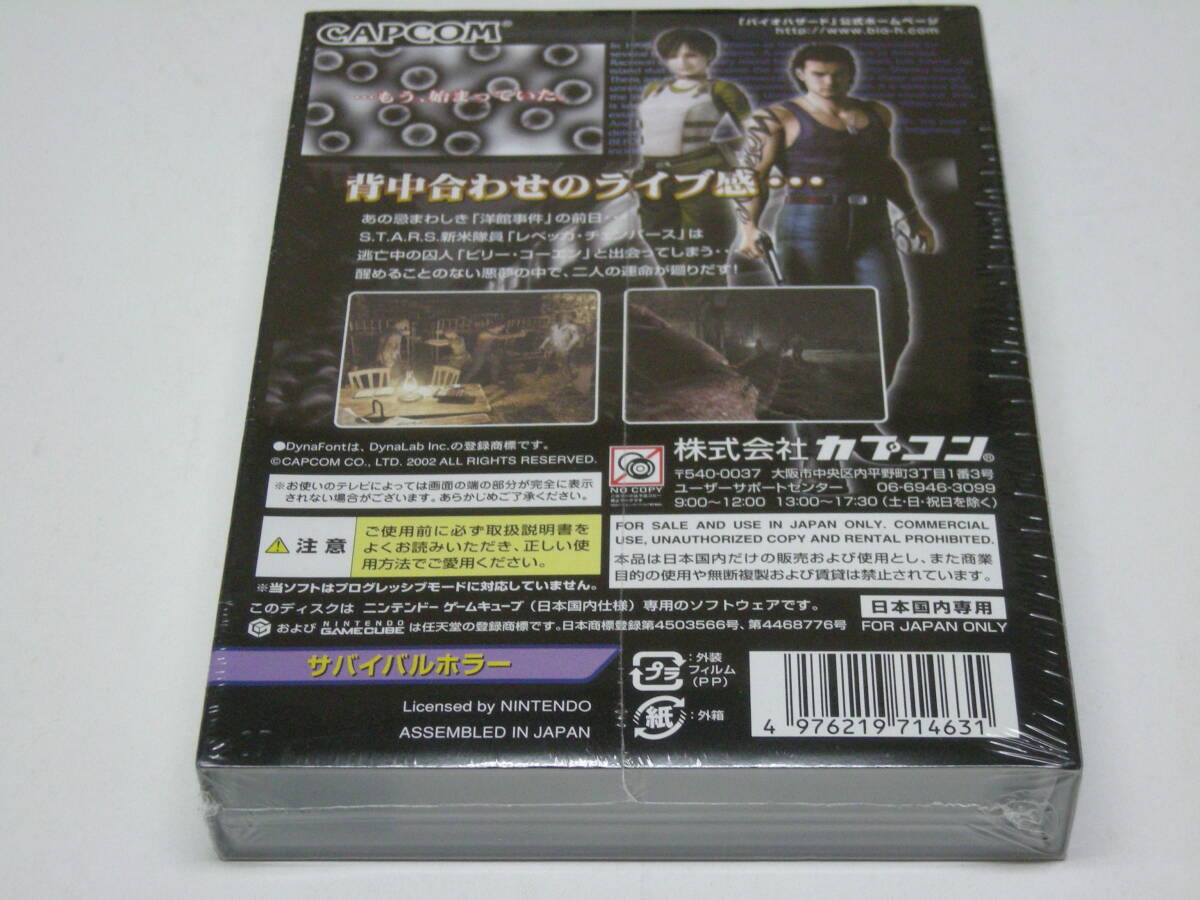 CAPCOM®
「バイオハザード」公式ホームページ
http://www.bio-h.com
…もう、始まっていた。
背中合わせのライブ感・・・
あの忌まわしき「洋館事件」の前日・・
S.T.A.R.S.新米隊員「レベッカ・チェンバース」は
逃亡中の囚人「ビリー・コーエン」と出会ってしまう・・
醒めることのない悪夢の中で、二人の運命が廻りだす!
●DynaFontは、DynaLab Inc.の登録商標です。
©CAPCOM CO., LTD. 2002 ALL RIGHTS RESERVED.
※お使いのテレビによっては画面の端の部分が完全に表示
されない場合がございます。あらかじめご了承ください。
注意
ご使用前に必ず取扱説明書を
よくお読みいただき、正しい使
用方法でご愛用ください。
※当ソフトはプログレッシブモードに対応していません。
NO COPY
株式会社 カプコン®
〒540-0037 大阪市中央区内平野町3丁目1番3号
ユーザーサポートセンター 06-6946-3099
9:00~12:00 13:00~17:30(土・日・祝日を除く)
FOR SALE AND USE IN JAPAN ONLY. COMMERCIAL
USE, UNAUTHORIZED COPY AND RENTAL PROHIBITED.
本品は日本国内だけの販売および使用とし、また商業
目的の使用や無断複製および賃貸は禁止されています。
このディスクは ニンテンドー ゲームキューブ(日本国内仕様)専用のソフトウェアです。
および NINTENDO GAMECUBE は任天堂の登録商標です。日本商標登録第4503566号、第4468776号
日本国内専用
FOR JAPAN ONLY
サバイバルホラー
Licensed by NINTENDO
ASSEMBLED IN JAPAN
プラ
:外装
フィルム
(PP)
紙
:外箱
4 976219 714631